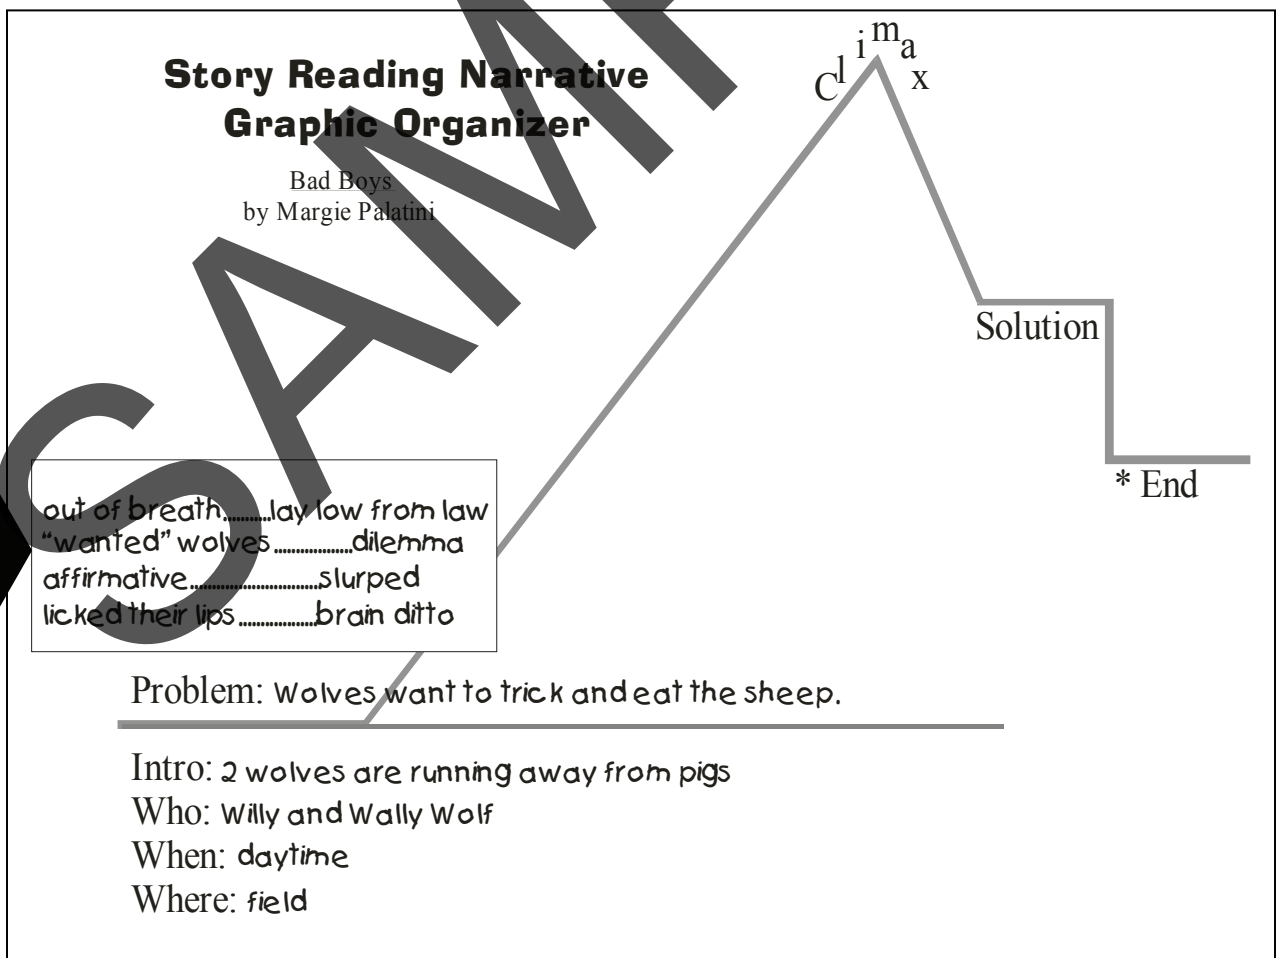 Story Reading Narrative
Graphic Organizer
Bad Boys
by Margie Palatini
Climax
Solution
* End
out of breath..........lay low from law
“wanted” wolves .................dilemma
affirmative............................slurped
licked their lips .................brain ditto
Problem: Wolves want to trick and eat the sheep.
Intro: 2 wolves are running away from pigs
Who: Willy and Wally Wolf
When: daytime
Where: field